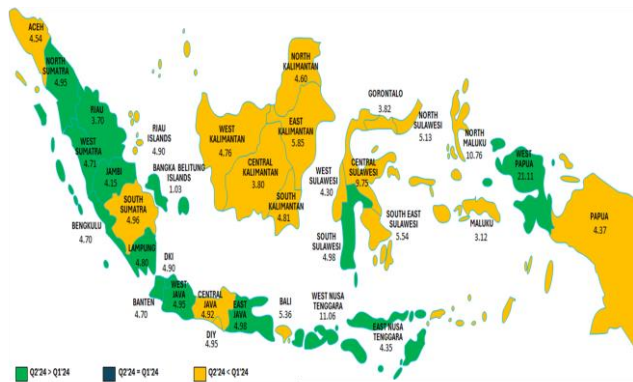 ACEH
4.54
NORTH
SUMATRA
4.95
RIAU
3.70
WEST
SUMATRA
4.71
RIAU
ISLANDS
4.90
JAMBI
4.15
BANGKA BELITUNG
ISLANDS
1.03
SOUTH
SUMATRA
4.96
BENGKULU
4.70
LAMPUNG
4.80
DKI
4.90
BANTEN
4.70
WEST
JAVA
4.95
CENTRAL
JAVA
4.92
DIY
4.95
EAST
JAVA
4.98
BALI
5.36
WEST NUSA
TENGGARA
11.06
EAST NUSA
TENGGARA
4.35
NORTH
KALIMANTAN
4.60
WEST
KALIMANTAN
4.76
EAST
KALIMANTAN
5.85
CENTRAL
KALIMANTAN
3.80
SOUTH
KALIMANTAN
4.81
GORONTALO
3.82
NORTH
SULAWESI
5.13
WEST
SULAWESI
4.30
CENTRAL
SULAWESI
9.75
SOUTH
SULAWESI
4.98
SOUTH EAST
SULAWESI
5.54
NORTH
MALUKU
10.76
MALUKU
3.12
WEST
PAPUA
21.11
PAPUA
4.37
Q2'24 > Q1'24
Q2'24 = Q1'24
Q2'24 < Q1'24